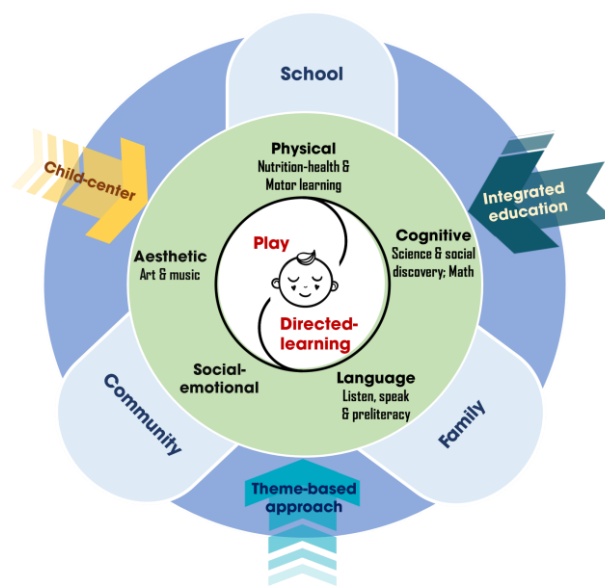 School
Child-center
Integrated
education
Physical
Nutrition-health &
Motor learning
Aesthetic
Art & music
Play
Cognitive
Science & social
discovery; Math
Directed-
learning
Social-
emotional
Language
Listen, speak
& preliteracy
Community
Family
Theme-based
approach